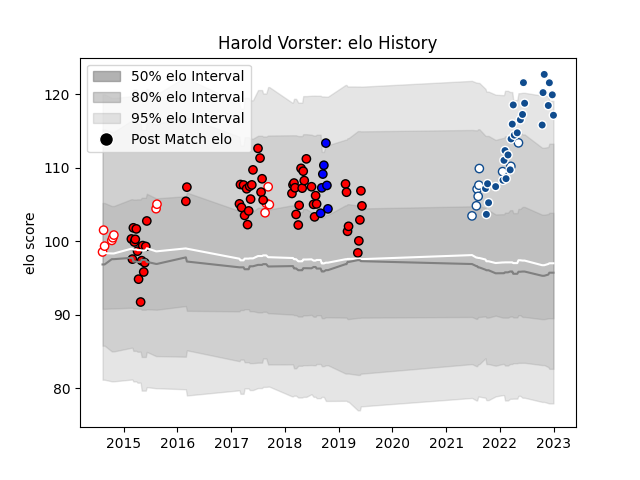 Harold Vorster: elo History
50% elo Interval
80% elo Interval
95% elo Interval
Post Match elo
elo score
120
110
100
90
80
2015 2016 2017 2018 2019 2020 2021 2022 2023